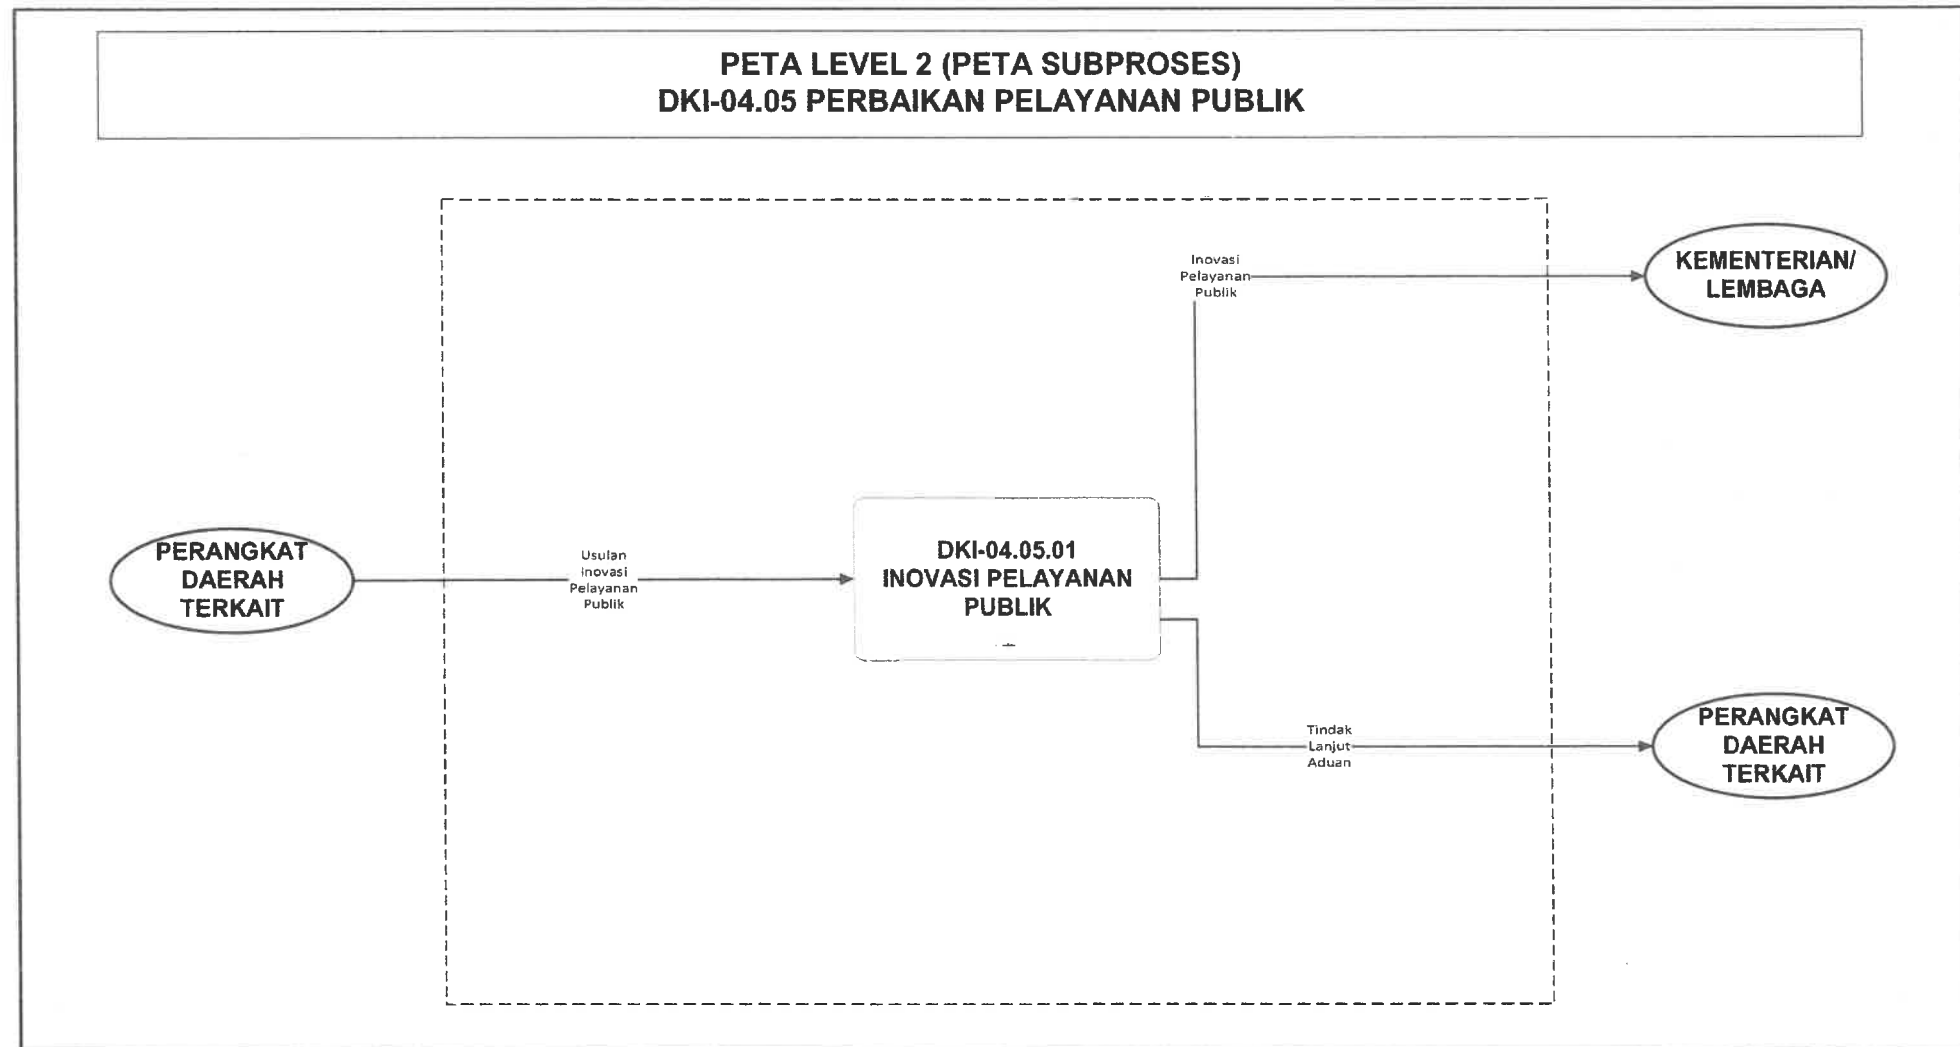 PETA LEVEL 2 (PETA SUBPROSES)
DKI-04.05 PERBAIKAN PELAYANAN PUBLIK
Inovasi
Pelayanan
Publik
KEMENTERIAN/
LEMBAGA
PERANGKAT
DAERAH
TERKAIT
Usulan
Inovasi
Pelayanan
Publik
DKI-04.05.01
INOVASI PELAYANAN
PUBLIK
Tindak
Lanjut
Aduan
PERANGKAT
DAERAH
TERKAIT